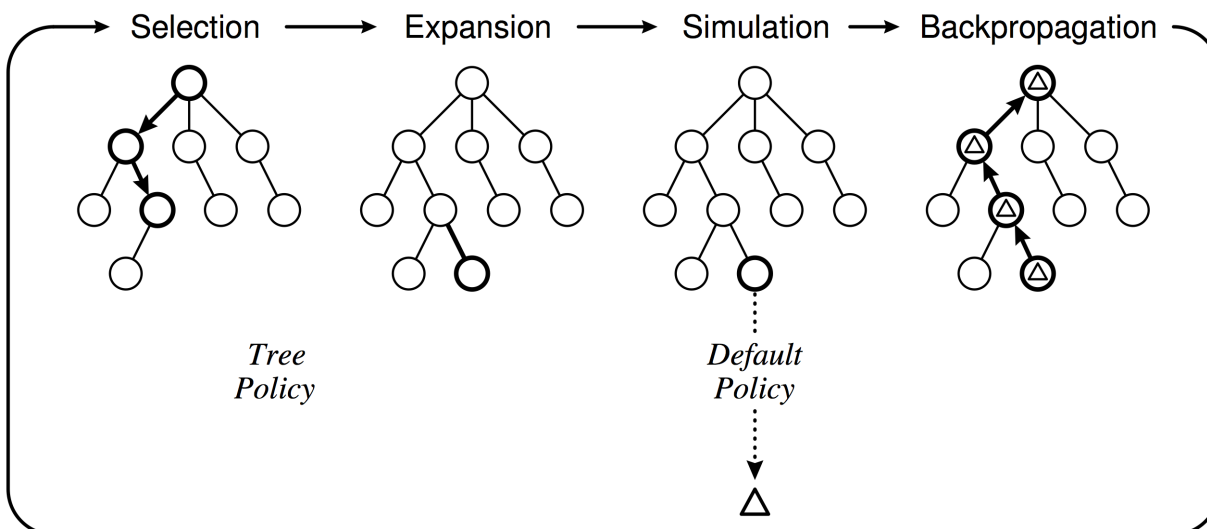 Selection Expansion Simulation Backpropagation
Tree
Policy
Default
Policy